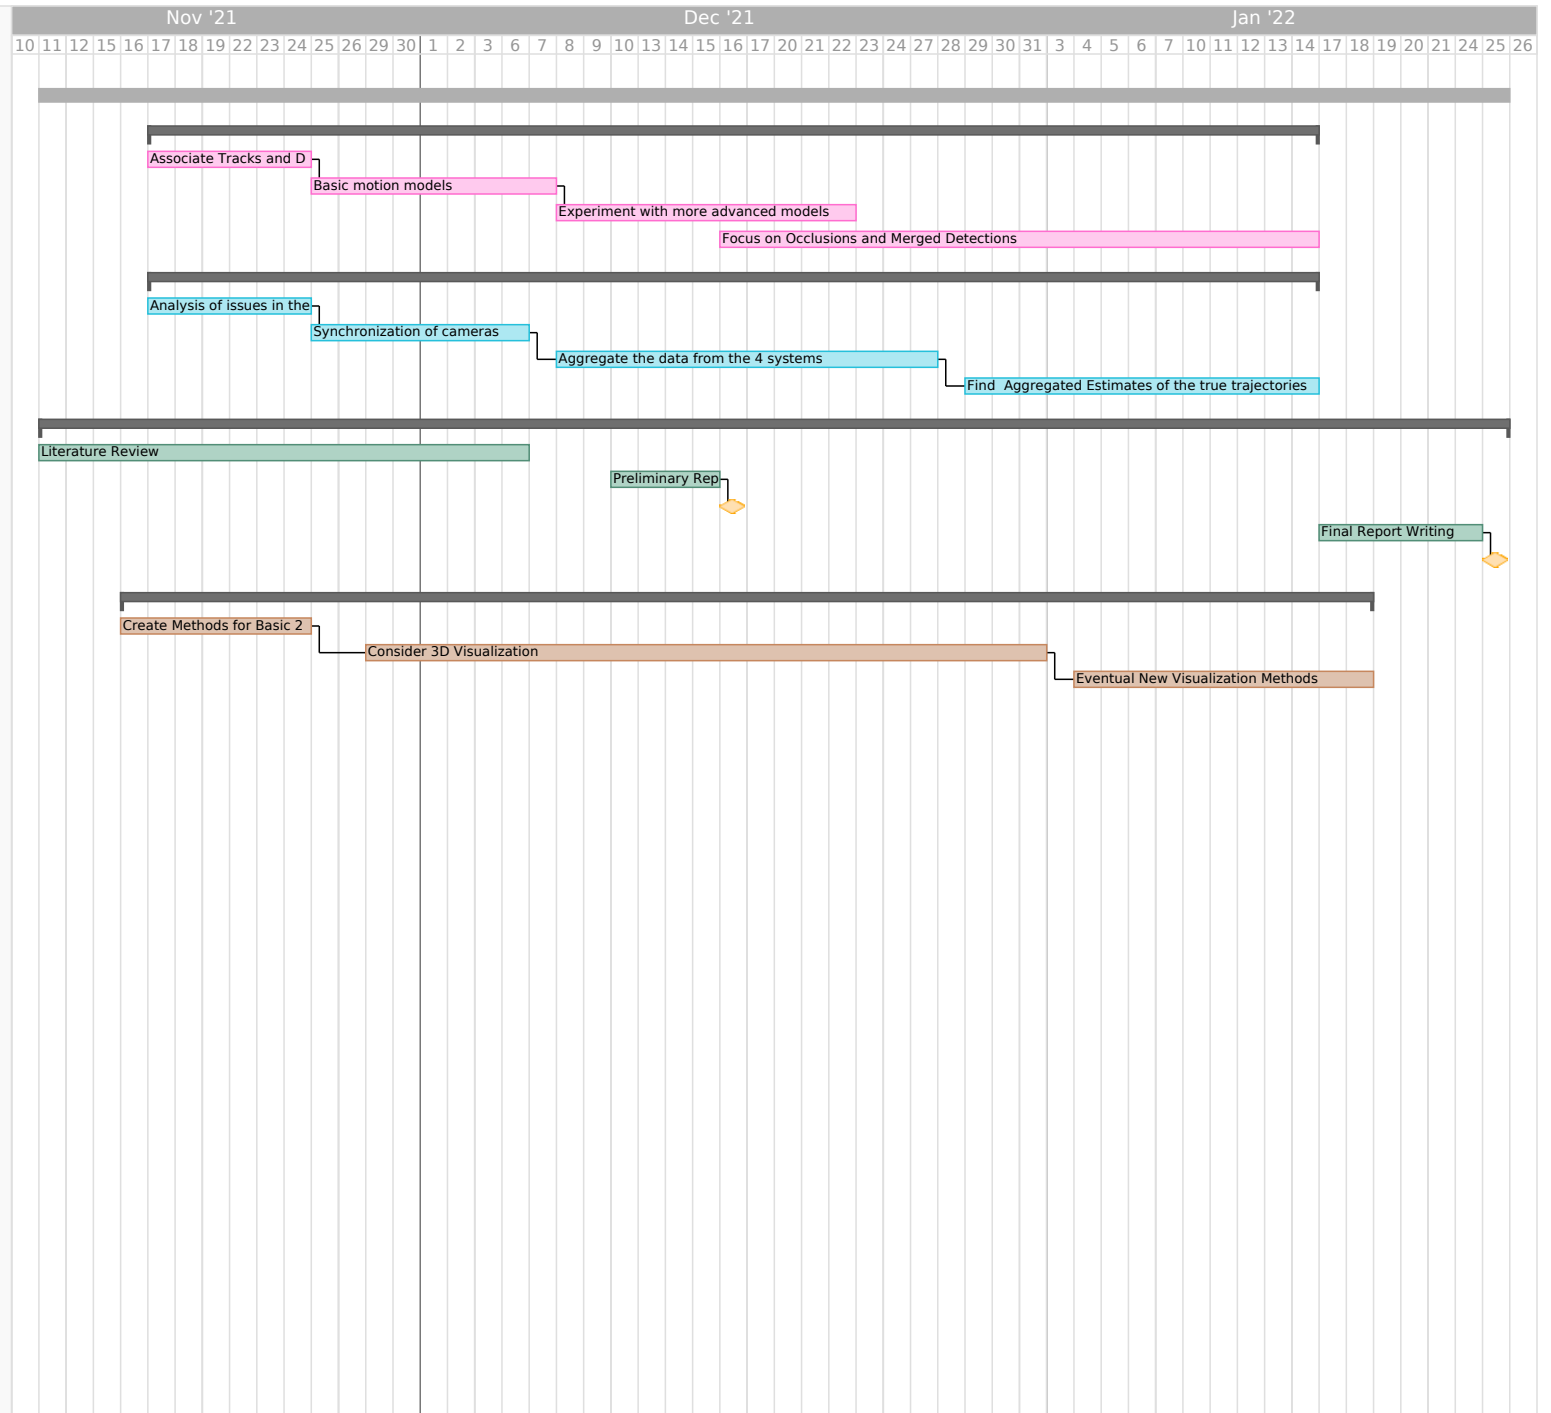 Nov '21 Dec '21 Jan '22
10 11 12 15 16 17 18 19 22 23 24 25 26 29 30 1 2 3 6 7 8 9 10 13 14 15 16 17 20 21 22 23 24 27 28 29 30 31 3 4 5 6 7 10 11 12 13 14 17 18 19 20 21 24 25 26
Associate Tracks and D
Basic motion models
Experiment with more advanced models
Focus on Occlusions and Merged Detections
Analysis of issues in the
Synchronization of cameras
Aggregate the data from the 4 systems
Find  Aggregated Estimates of the true trajectories
Literature Review
Preliminary Rep
Final Report Writing
Create Methods for Basic 2
Consider 3D Visualization
Eventual New Visualization Methods